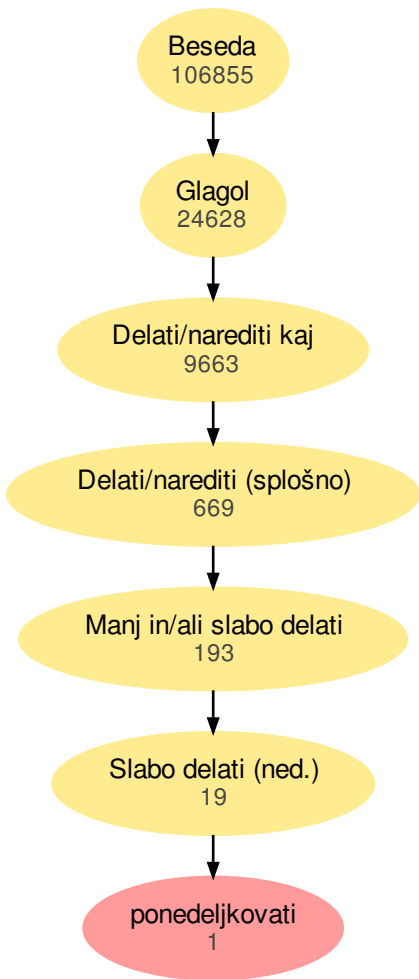 Beseda
106855
Glagol
24628
Delati/narediti kaj
9663
Delati/narediti (splošno)
669
Manj in/ali slabo delati
193
Slabo delati (ned.)
19
ponedeljkovati
1